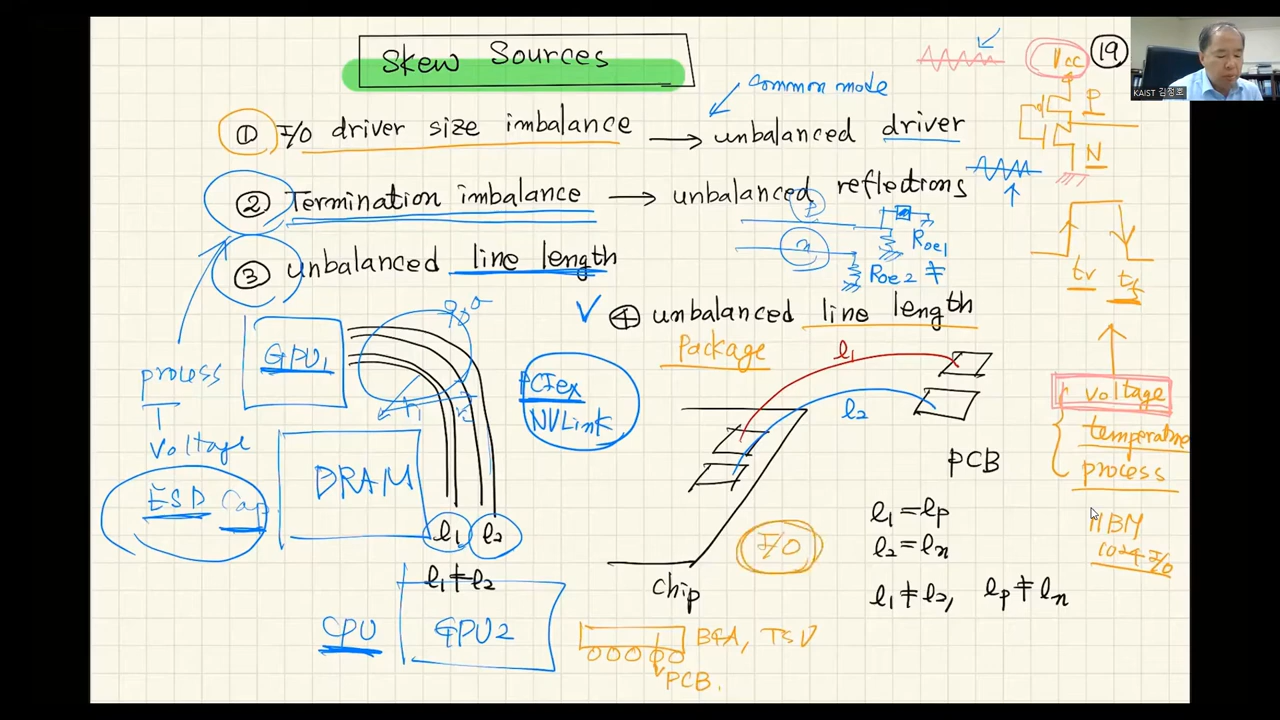 Skew Sources
19
Vcc
P
N
KAIST 김정호
common mode
① I/O driver size imbalance → unbalanced driver
② Termination imbalance → unbalanced reflections
P
n
Roe1
Roe2 ≠
tr
tf
③ unbalanced line length
④ unbalanced line length
Package
90°
GPU1
r1
r2
process
voltage
ESD Cap
PCIex
NVLink
DRAM
l1
l2
l1 ≠ l2
CPU
GPU2
l1
l2
PCB
Chip
I/O
BGA, TSV
PCB.
l1 = lp
l2 = ln
l1 ≠ l2, lp ≠ ln
voltage
temperature
process
HBM
1024 I/O